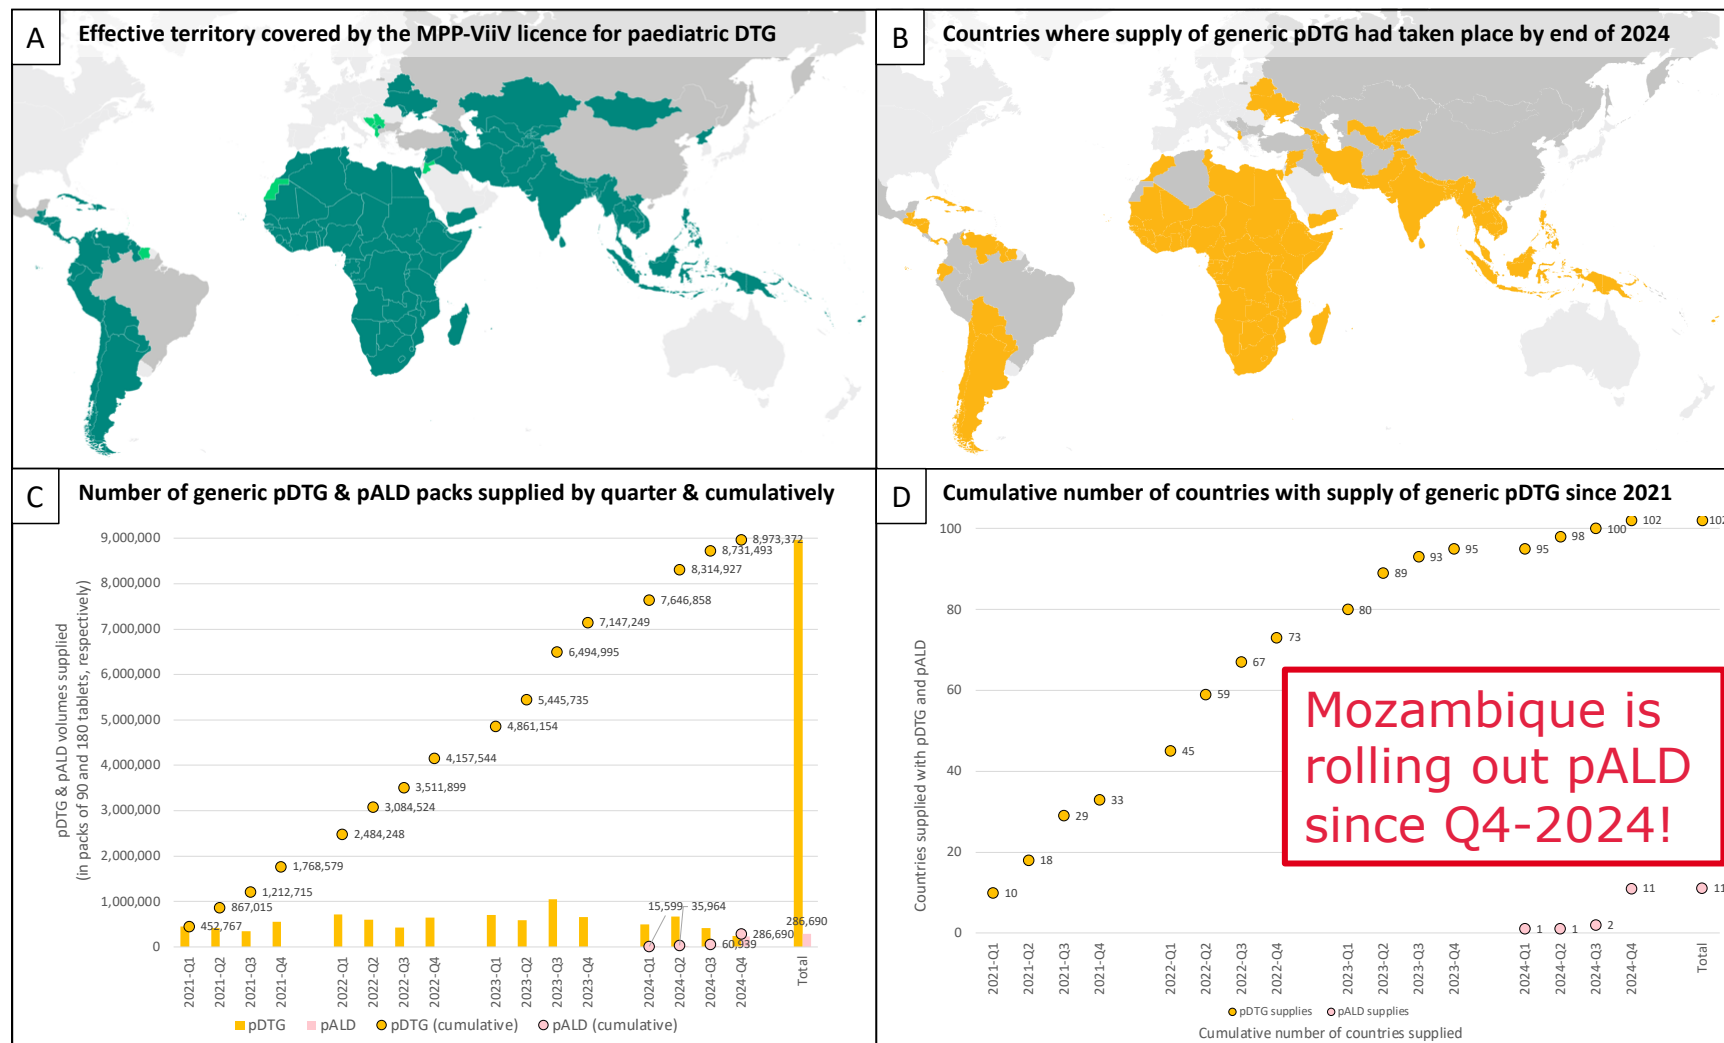 A
Effective territory covered by the MPP-ViiV licence for paediatric DTG
B
Countries where supply of generic pDTG had taken place by end of 2024
C
Number of generic pDTG & pALD packs supplied by quarter & cumulatively
pDTG & pALD volumes supplied
(in packs of 90 and 180 tablets, respectively)
9,000,000
8,000,000
7,000,000
6,000,000
5,000,000
4,000,000
3,000,000
2,000,000
1,000,000
0
452,767
867,015
1,212,715
1,768,579
2,484,248
3,084,524
3,511,899
4,157,544
4,861,154
5,445,735
6,494,995
7,147,249
7,646,858
8,314,927
8,731,493
8,973,372
15,599
35,964
60,939
286,690
286,690
2021-Q1
2021-Q2
2021-Q3
2021-Q4
2022-Q1
2022-Q2
2022-Q3
2022-Q4
2023-Q1
2023-Q2
2023-Q3
2023-Q4
2024-Q1
2024-Q2
2024-Q3
2024-Q4
Total
pDTG
pALD
pDTG (cumulative)
pALD (cumulative)
D
Cumulative number of countries with supply of generic pDTG since 2021
Countries supplied with pDTG and pALD
100
80
60
40
20
0
10
18
29
33
45
59
67
73
80
89
93
95
95
98
100
102
102
1
1
2
11
11
Mozambique is
rolling out pALD
since Q4-2024!
2021-Q1
2021-Q2
2021-Q3
2021-Q4
2022-Q1
2022-Q2
2022-Q3
2022-Q4
2023-Q1
2023-Q2
2023-Q3
2023-Q4
2024-Q1
2024-Q2
2024-Q3
2024-Q4
Total
pDTG supplies
pALD supplies
Cumulative number of countries supplied